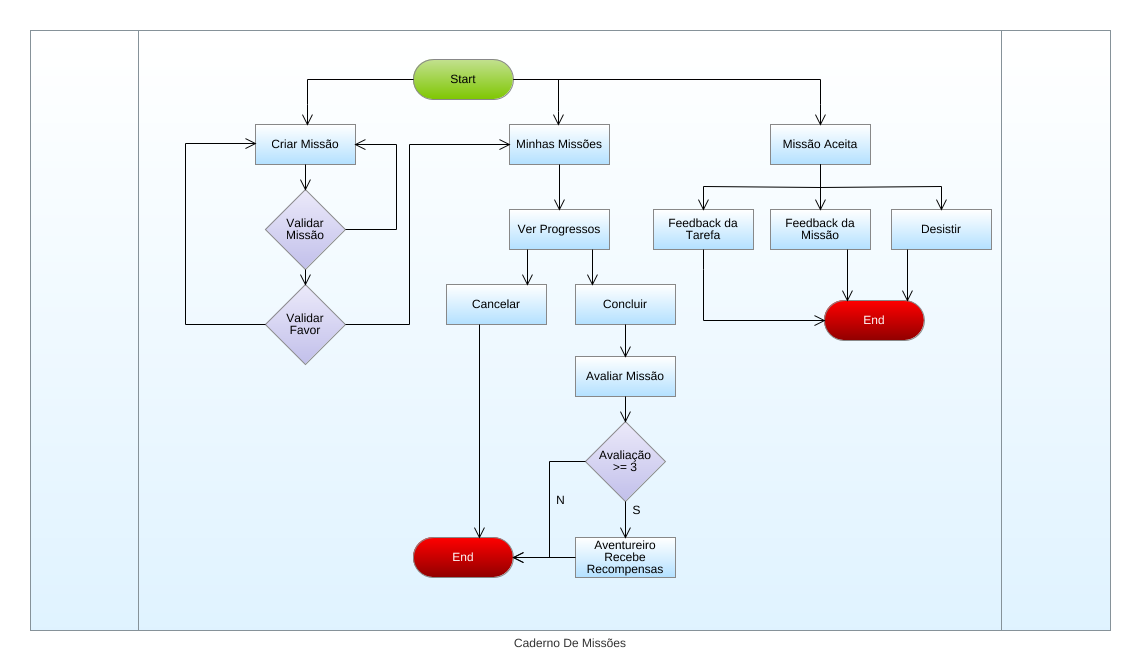 Start
Criar Missão
Minhas Missões
Missão Aceita
Validar
Missão
Ver Progressos
Feedback da
Tarefa
Feedback da
Missão
Desistir
Validar
Favor
Cancelar
Concluir
End
Avaliar Missão
Avaliação
>= 3
N
S
End
Aventureiro
Recebe
Recompensas
Caderno De Missões